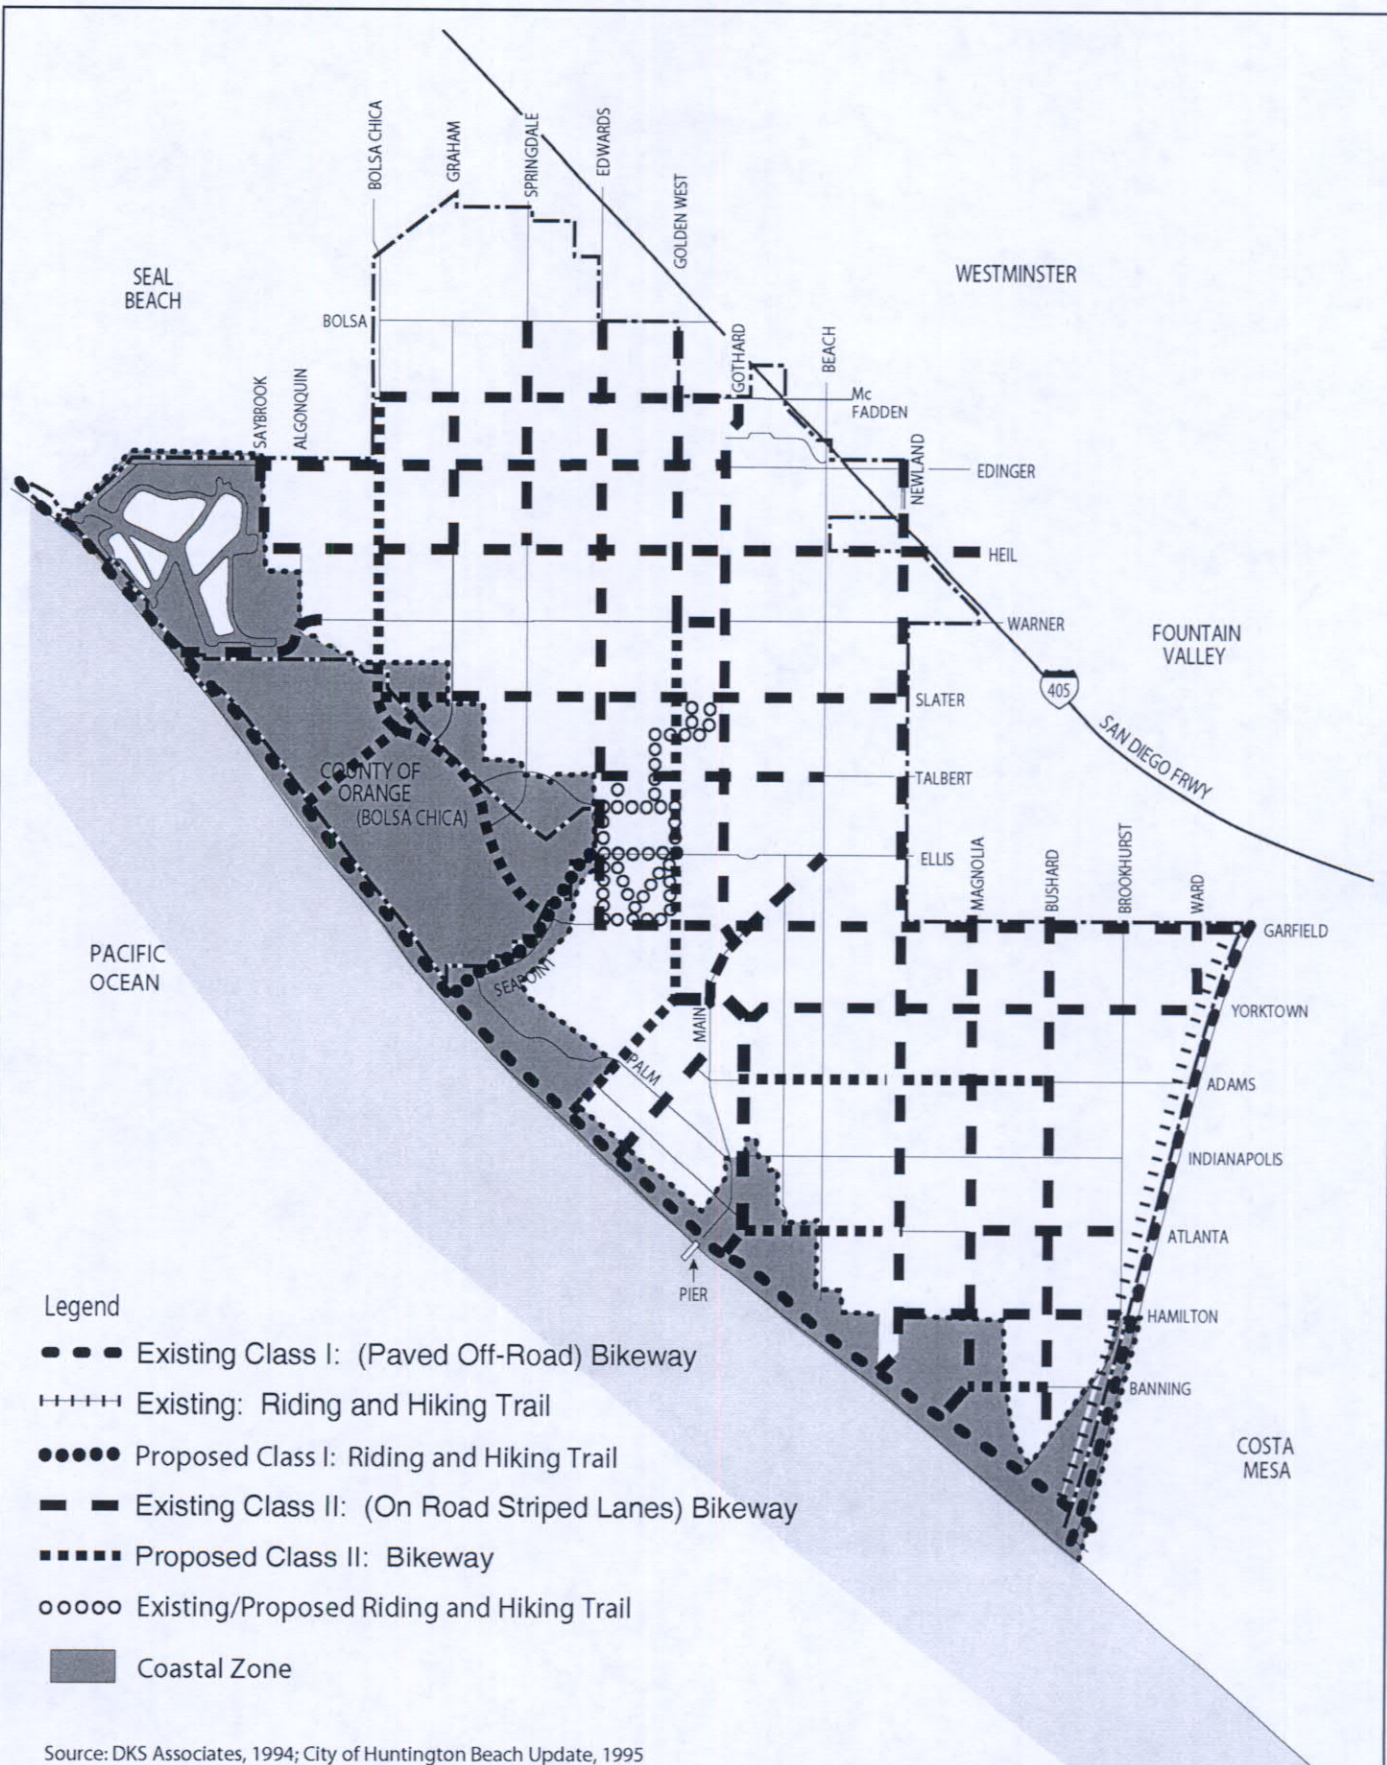 BOLSA CHICA
GRAHAM
SPRINGDALE
EDWARDS
GOLDEN WEST
SEAL
BEACH
WESTMINSTER
BOLSA
GOTHARD
BEACH
SAYBROOK
ALGONQUIN
Mc
FADDEN
NEWLAND
EDINGER
HEIL
WARNER
FOUNTAIN
VALLEY
405
SLATER
SAN DIEGO FRWY
COUNTY OF
ORANGE
(BOLSA CHICA)
TALBERT
ELLIS
MAGNOLIA
BUSHARD
BROOKHURST
WARD
GARFIELD
PACIFIC
OCEAN
SEAPOINT
MAIN
YORKTOWN
PALM
ADAMS
INDIANAPOLIS
ATLANTA
PIER
HAMILTON
BANNING
COSTA
MESA
Legend
Existing Class I: (Paved Off-Road) Bikeway
Existing: Riding and Hiking Trail
Proposed Class I: Riding and Hiking Trail
Existing Class II: (On Road Striped Lanes) Bikeway
Proposed Class II: Bikeway
Existing/Proposed Riding and Hiking Trail
Coastal Zone
Source: DKS Associates, 1994; City of Huntington Beach Update, 1995